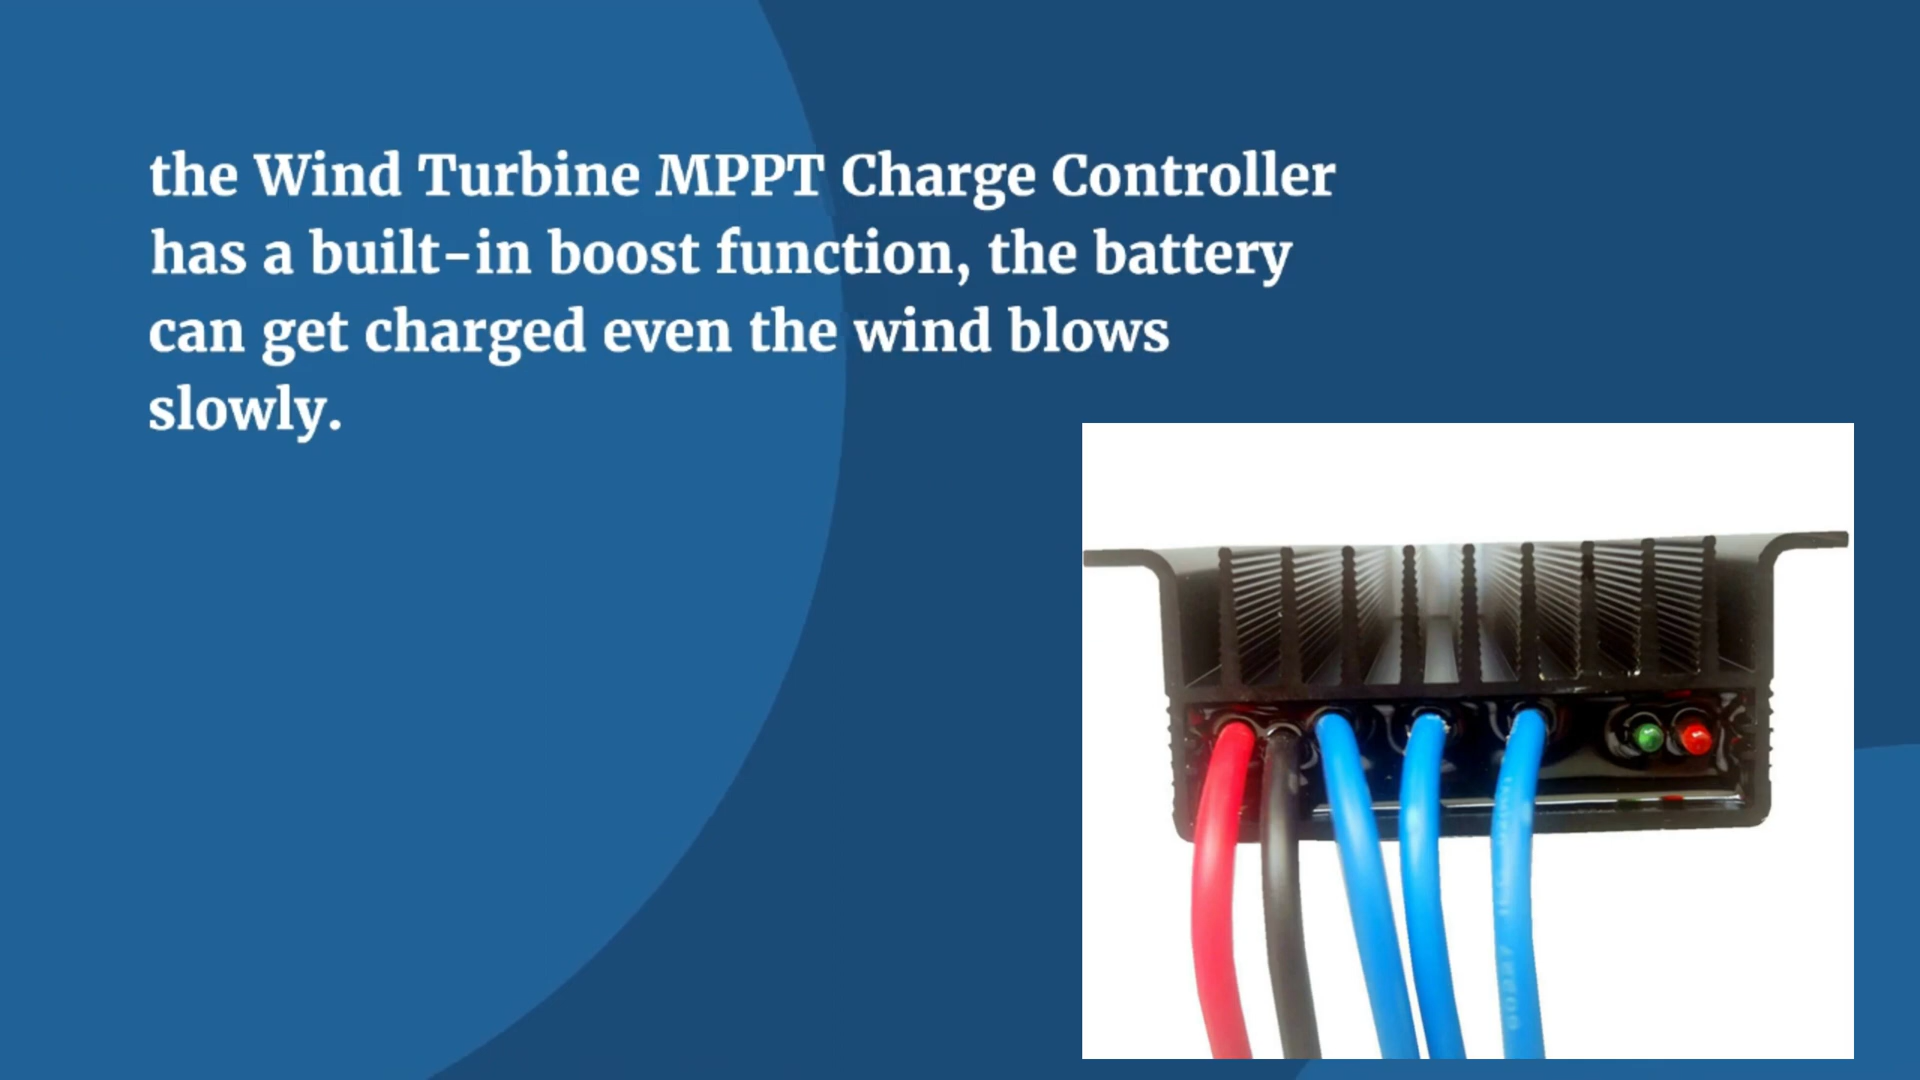 the Wind Turbine MPPT Charge Controller
has a built-in boost function, the battery
can get charged even the wind blows
slowly.